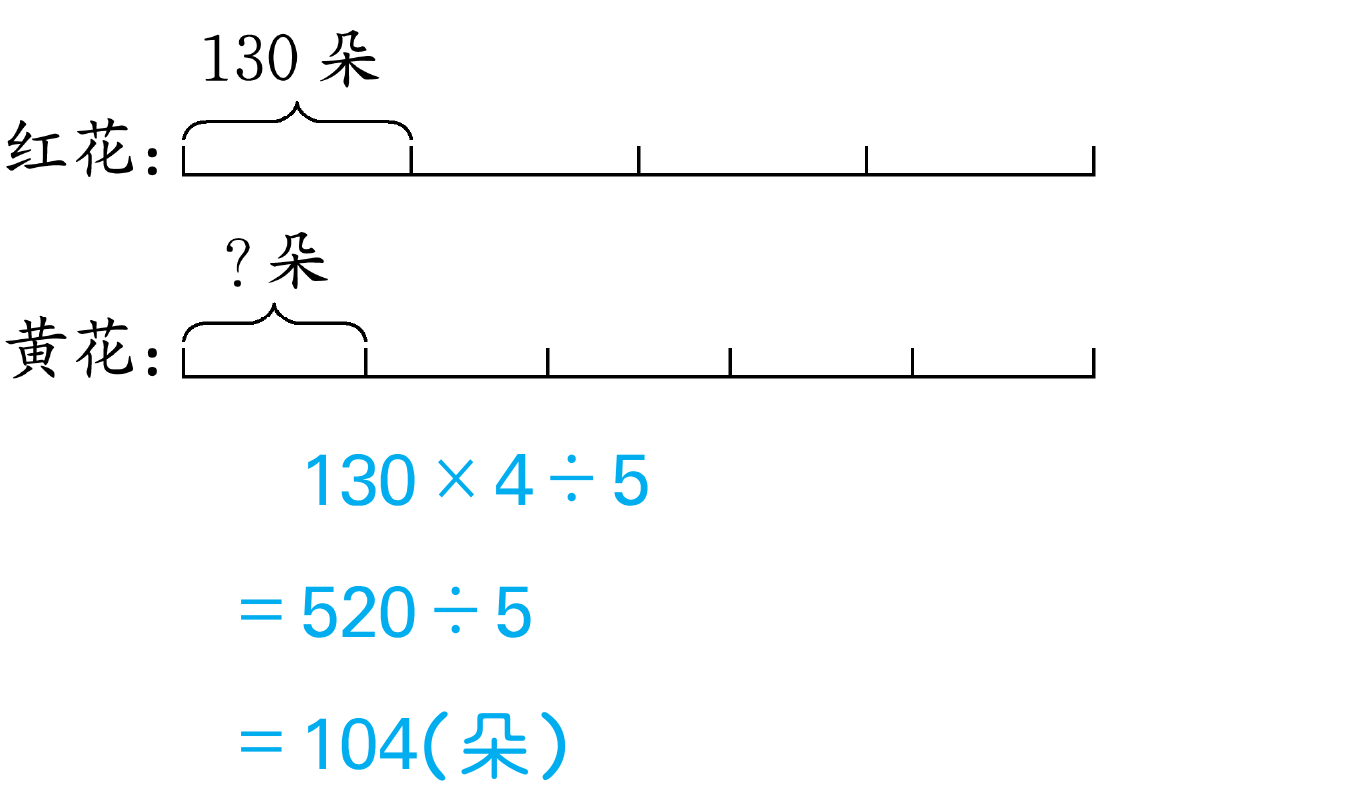 130 朵
红花：
? 朵
黄花：
130 × 4 ÷ 5
= 520 ÷ 5
= 104(朵)